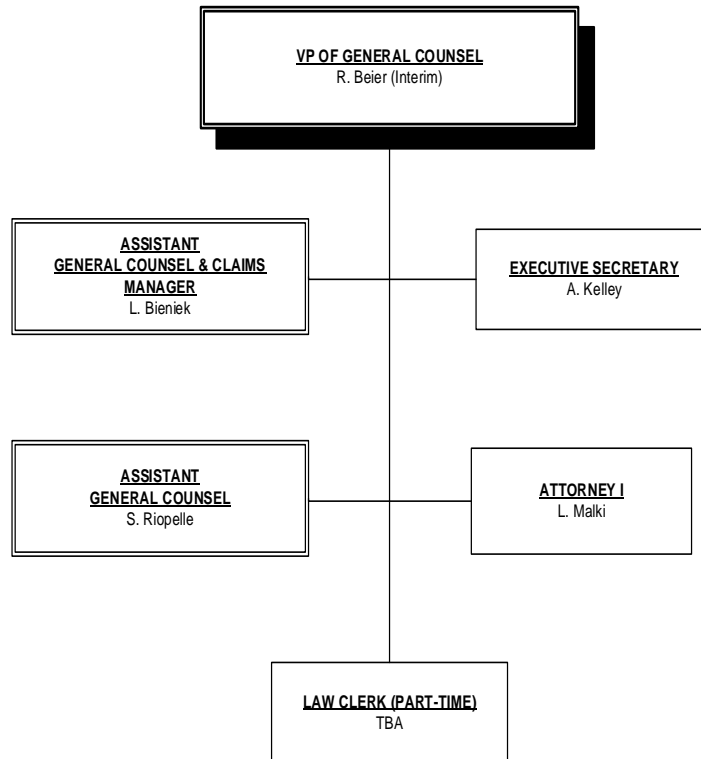 VP OF GENERAL COUNSEL
R. Beier (Interim)
ASSISTANT
GENERAL COUNSEL & CLAIMS
MANAGER
L. Bieniek
EXECUTIVE SECRETARY
A. Kelley
ASSISTANT
GENERAL COUNSEL
S. Riopelle
ATTORNEY I
L. Malki
LAW CLERK (PART-TIME)
TBA